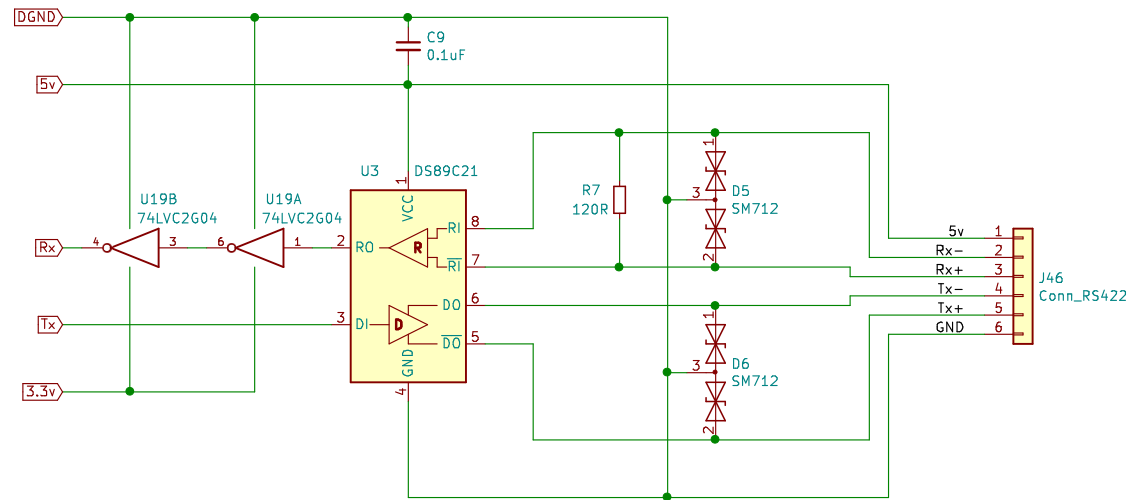 DGND
C9
0.1uF
5v
U3
DS89C21
1
VCC
1
R7
120R
3
D5
SM712
2
U19B
74LVC2G04
U19A
74LVC2G04
Rx
4
3
6
1
2
RO
R
RI
8
RI
7
5v
1
Rx-
2
Rx+
3
Tx-
4
Tx+
5
GND
6
J46
Conn_RS422
Tx
3
DI
D
DO
6
DO
5
GND
4
1
3
D6
SM712
2
3.3v